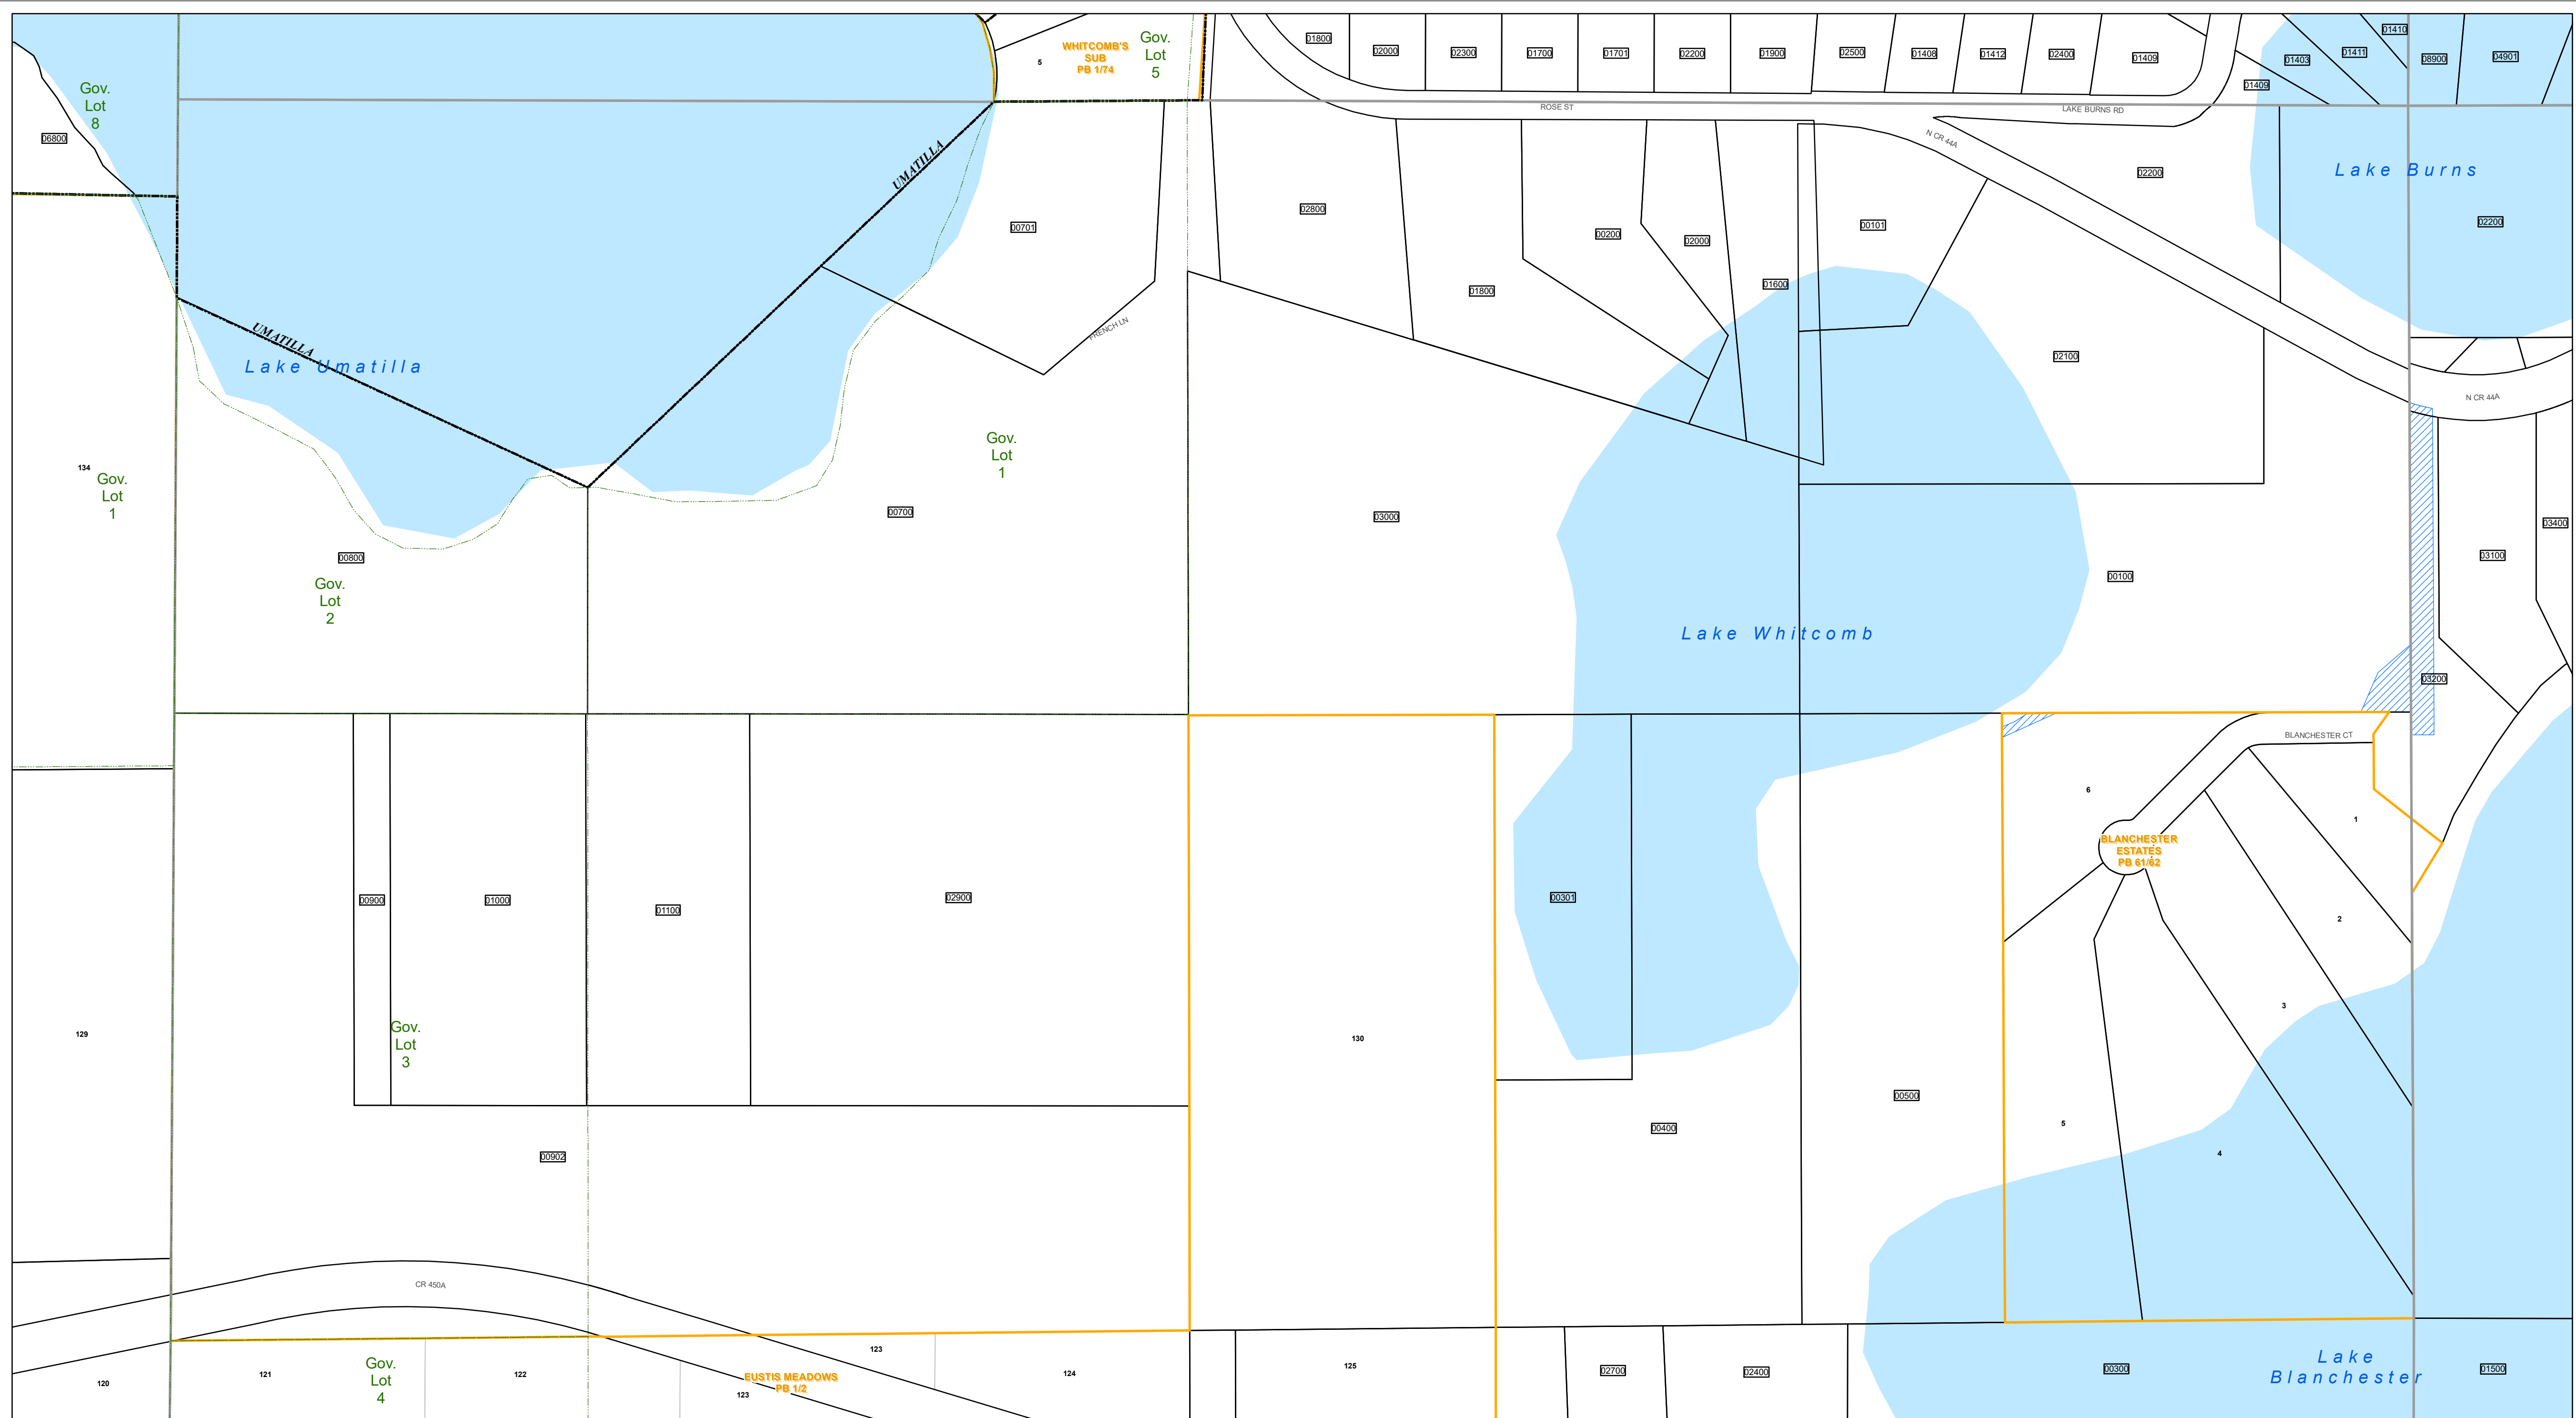 WHITCOMB'S
SUB
PB 1/74
Gov.
Lot
5
5
01800
02000
02300
01700
01701
02200
01900
02500
01408
01412
02400
01409
01409
01403
01411
01410
08900
04901
Gov.
Lot
8
06800
ROSE ST
LAKE BURNS RD
N CR 44A
UMATILLA
02200
Lake Burns
02200
00701
02800
00200
02000
00101
01600
01800
FRENCH LN
UMATILLA
Lake Umatilla
02100
N CR 44A
134
Gov.
Lot
1
Gov.
Lot
1
00700
03000
03400
03100
00800
Gov.
Lot
2
00100
Lake Whitcomb
03200
BLANCHESTER CT
6
1
BLANCHESTER
ESTATES
PB 61/62
00900
01000
01100
02900
00301
2
3
129
Gov.
Lot
3
130
00500
00400
5
4
00902
CR 450A
Gov.
Lot
4
120
121
122
123
123
EUSTIS MEADOWS
PB 1/2
124
125
02700
02400
00300
Lake
Blanchester
01500